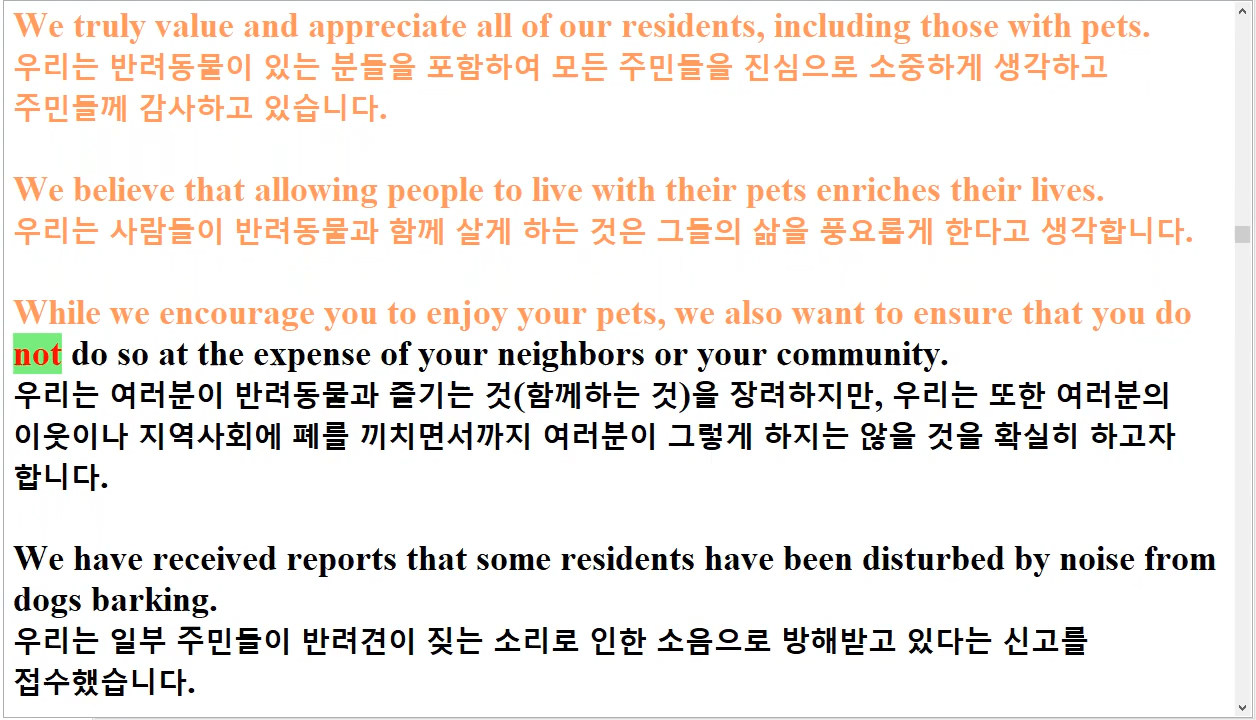 We truly value and appreciate all of our residents, including those with pets.
우리는 반려동물이 있는 분들을 포함하여 모든 주민들을 진심으로 소중하게 생각하고
주민들께 감사하고 있습니다.
We believe that allowing people to live with their pets enriches their lives.
우리는 사람들이 반려동물과 함께 살게 하는 것은 그들의 삶을 풍요롭게 한다고 생각합니다.
While we encourage you to enjoy your pets, we also want to ensure that you do
not do so at the expense of your neighbors or your community.
우리는 여러분이 반려동물과 즐기는 것(함께하는 것)을 장려하지만, 우리는 또한 여러분의
이웃이나 지역사회에 폐를 끼치면서까지 여러분이 그렇게 하지는 않을 것을 확실히 하고자
합니다.
We have received reports that some residents have been disturbed by noise from
dogs barking.
우리는 일부 주민들이 반려견이 짖는 소리로 인한 소음으로 방해받고 있다는 신고를
접수했습니다.